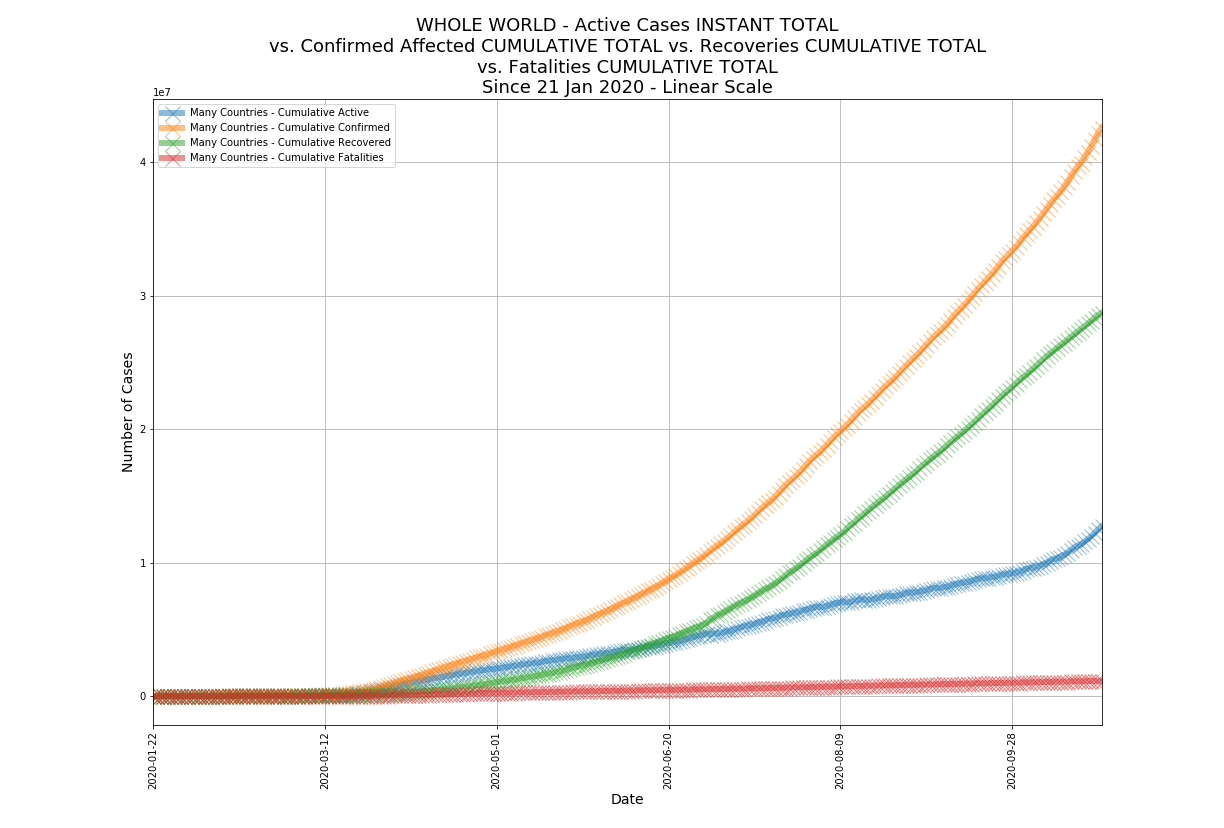 WHOLE WORLD - Active Cases INSTANT TOTAL
vs. Confirmed Affected CUMULATIVE TOTAL vs. Recoveries CUMULATIVE TOTAL
vs. Fatalities CUMULATIVE TOTAL
Since 21 Jan 2020 - Linear Scale
1e7
Many Countries - Cumulative Active
Many Countries - Cumulative Confirmed
Many Countries - Cumulative Recovered
Many Countries - Cumulative Fatalities
4
3
2
1
0
Number of Cases
2020-01-22
2020-03-12
2020-05-01
2020-06-20
2020-08-09
2020-09-28
Date